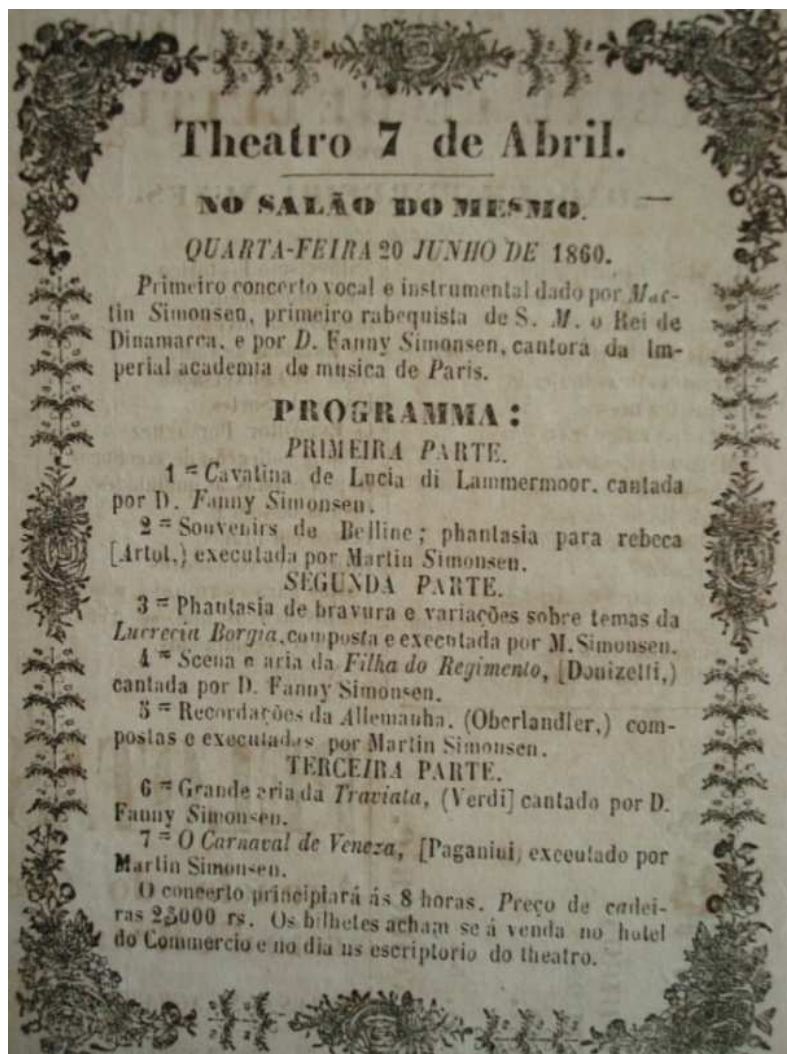 Theatro 7 de Abril.
NO SALÃO DO MESMO.
QUARTA-FEIRA 20 JUNHO DE 1860.
Primeiro concerto vocal e instrumental dado por Mar-
tin Simonsen, primeiro rabequista de S. M. o Rei de
Dinamarca, e por D. Fanny Simonsen, cantora da Im-
perial academia de musica de Paris.
PROGRAMMA:
PRIMEIRA PARTE.
1 = Cavatina de Lucia di Lammermoor, cantada
por D. Fanny Simonsen.
2 = Souvenirs de Belline; phantasia para rebeca
[Artot,) executada por Martin Simonsen.
SEGUNDA PARTE.
3 = Phantasia de bravura e variações sobre temas da
Lucrecia Borgia, composta e executada por M. Simonsen.
4 = Scena e aria da Filha do Regimento, [Donizetti,)
cantada por D. Fanny Simonsen.
5 = Recordações da Allemanha. (Oberlandler,) com-
postas e executadas por Martin Simonsen.
TERCEIRA PARTE.
6 = Grande aria da Traviata, (Verdi] cantado por D.
Fanny Simonsen.
7 = O Carnaval de Veneza, [Paganini, executado por
Martin Simonsen.
O concerto principiará ás 8 horas. Preço de cadei-
ras 2$000 rs. Os bilhetes acham se á venda no hotel
do Commercio e no dia us escriptorio do theatro.